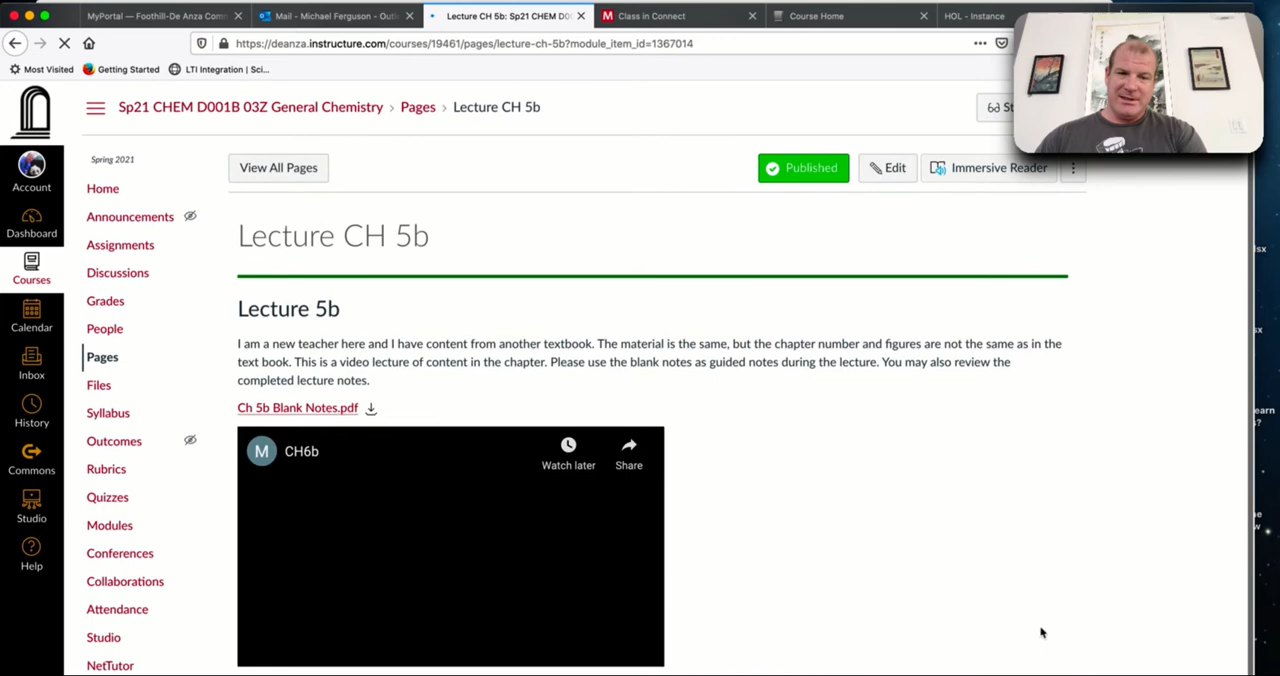 MyPortal — Foothill-De Anza Com
Mail - Michael Ferguson - Outl
Lecture CH 5b: Sp21 CHEM D0
Class in Connect
Course Home
HOL - Instance
https://deanza.instructure.com/courses/19461/pages/lecture-ch-5b?module_item_id=1367014
Most Visited
Getting Started
LTI Integration | Sci...
Sp21 CHEM D001B 03Z General Chemistry > Pages > Lecture CH 5b
Spring 2021
View All Pages
Published
Edit
Immersive Reader
Account
Dashboard
Courses
Calendar
Inbox
History
Commons
Studio
Help
Home
Announcements
Assignments
Discussions
Grades
People
Pages
Files
Syllabus
Outcomes
Rubrics
Quizzes
Modules
Conferences
Collaborations
Attendance
Studio
NetTutor
Lecture CH 5b
Lecture 5b
I am a new teacher here and I have content from another textbook. The material is the same, but the chapter number and figures are not the same as in the
text book. This is a video lecture of content in the chapter. Please use the blank notes as guided notes during the lecture. You may also review the
completed lecture notes.
Ch 5b Blank Notes.pdf
M
CH6b
Watch later
Share